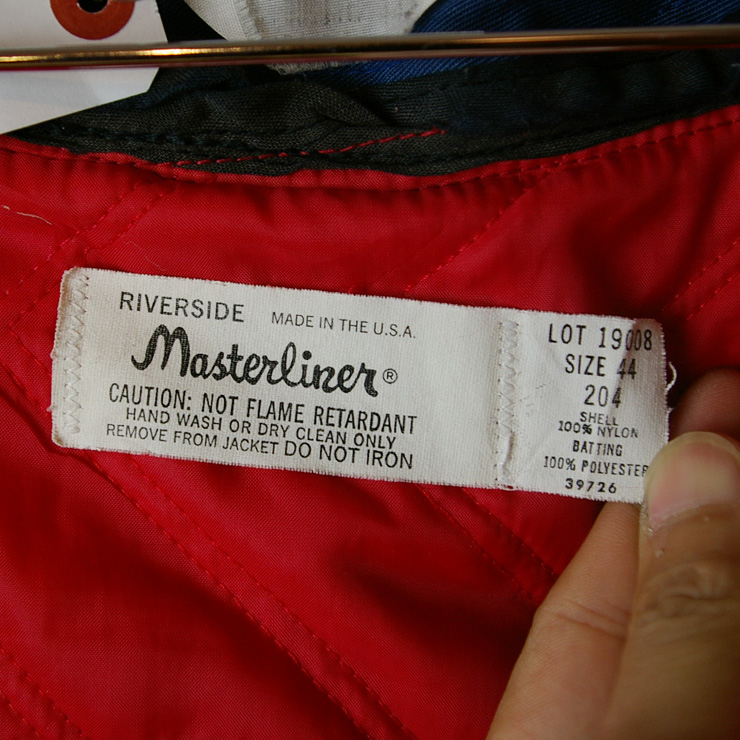 RIVERSIDE MADE IN THE U.S.A.
Masterliner®
CAUTION: NOT FLAME RETARDANT
HAND WASH OR DRY CLEAN ONLY
REMOVE FROM JACKET DO NOT IRON
LOT 19008
SIZE 44
204
SHELL
100% NYLON
BATTING
100% POLYESTER
39726